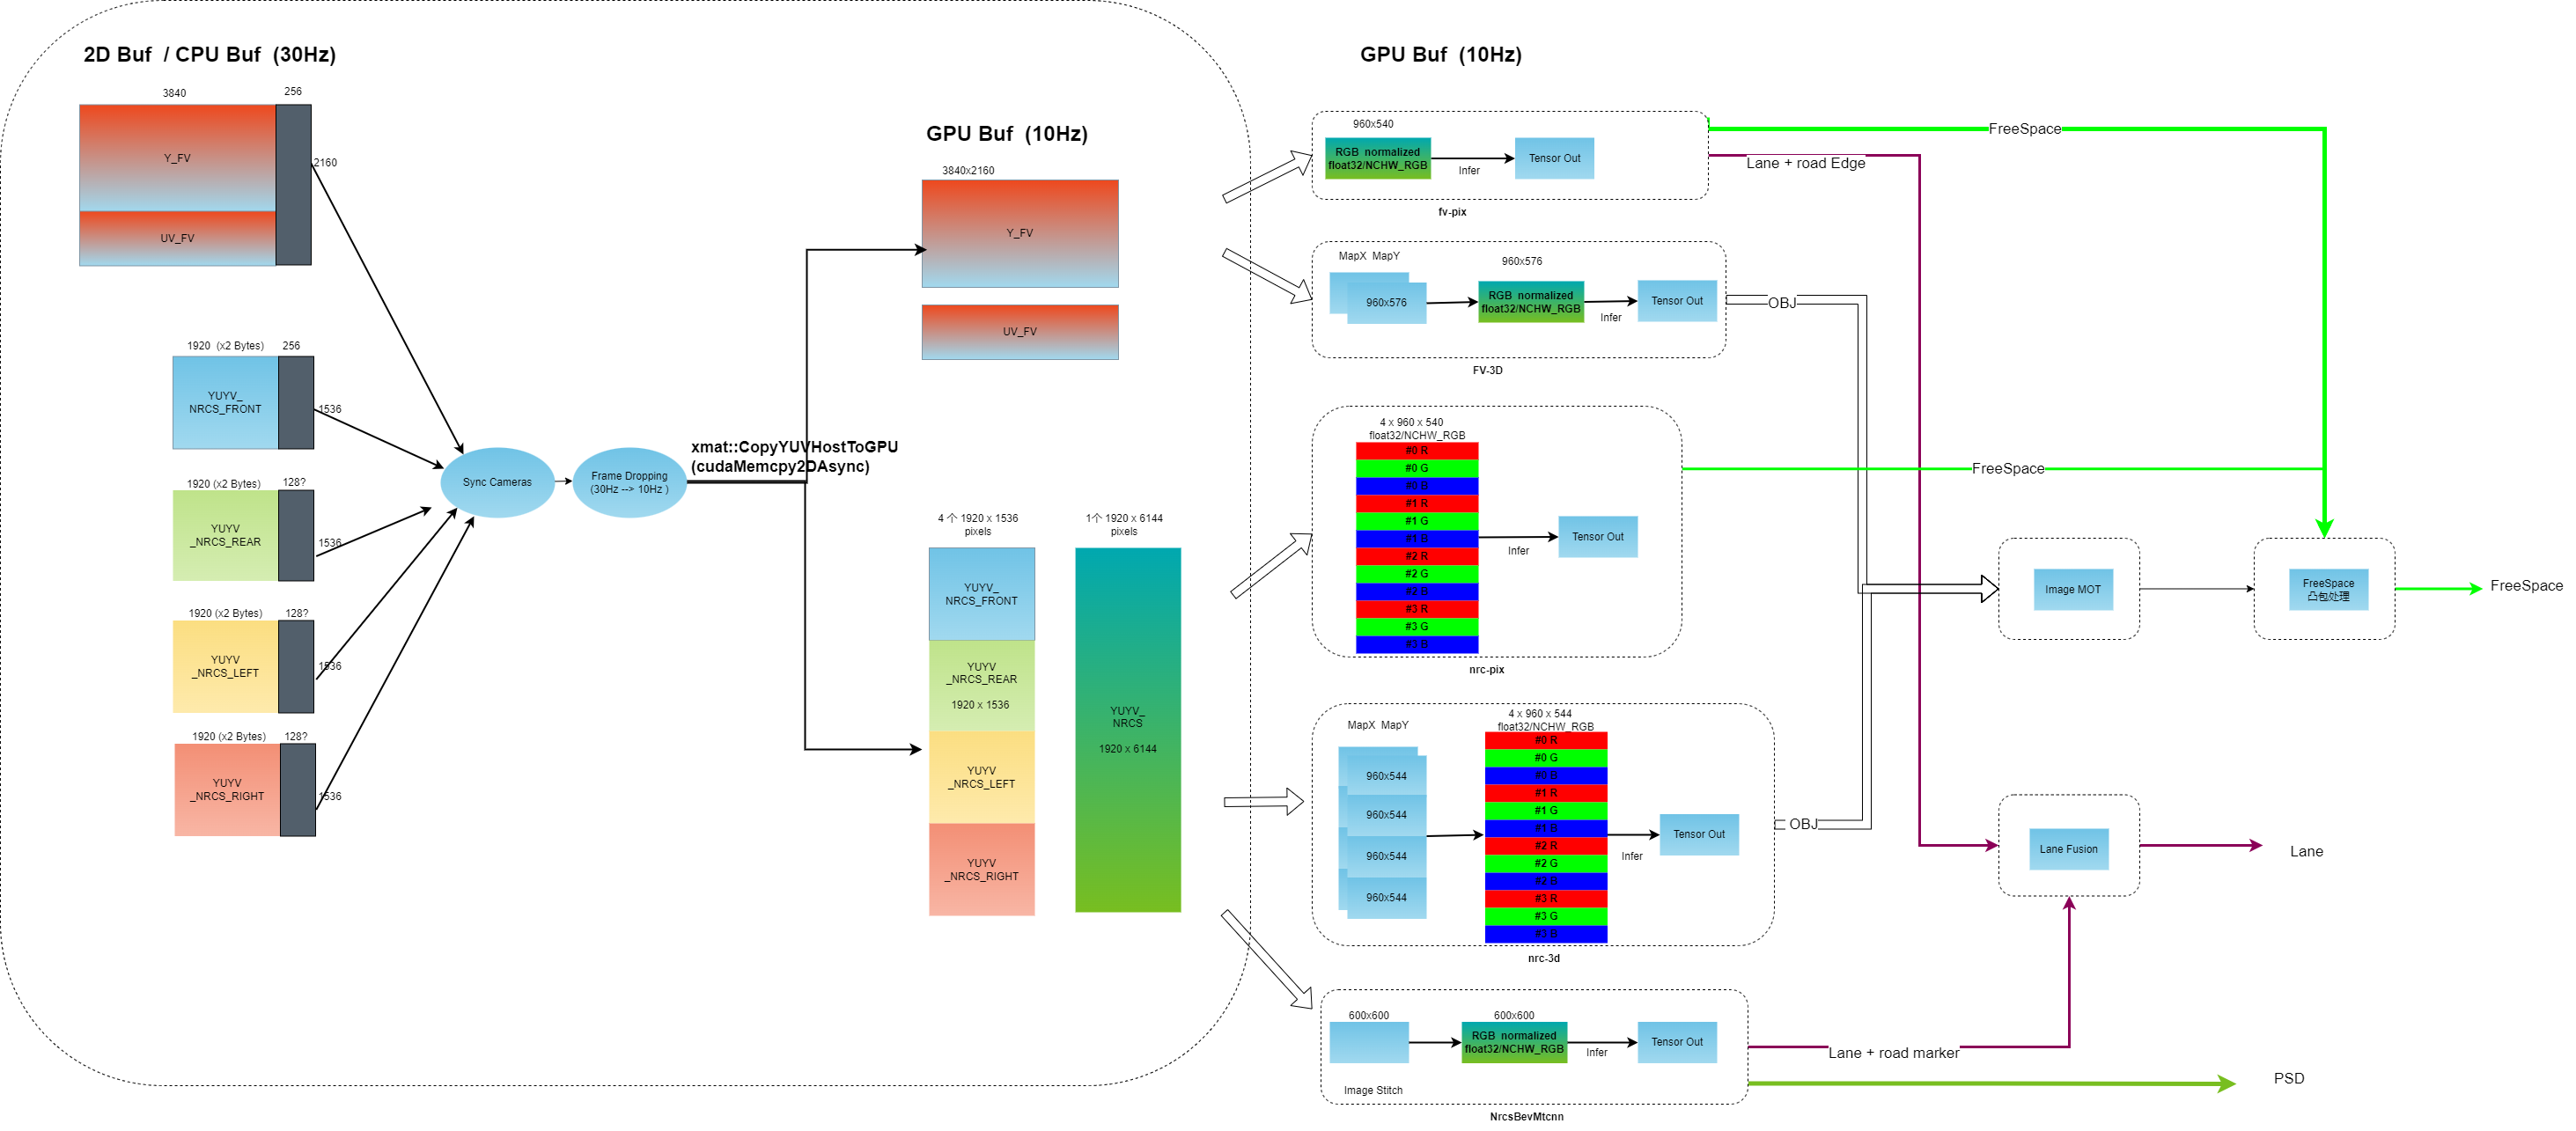 2D Buf / CPU Buf (30Hz)
3840
256
Y_FV
2160
UV_FV
1920 (x2 Bytes)
256
YUYV_
NRCS_FRONT
1536
1920 (x2 Bytes)
128?
YUYV
_NRCS_REAR
1536
1920 (x2 Bytes)
128?
YUYV
_NRCS_LEFT
1536
1920 (x2 Bytes)
128?
YUYV
_NRCS_RIGHT
1536
Sync Cameras
Frame Dropping
(30Hz --> 10Hz )
xmat::CopyYUVHostToGPU
(cudaMemcpy2DAsync)
GPU Buf (10Hz)
3840x2160
Y_FV
UV_FV
4 个 1920 x 1536
pixels
YUYV_
NRCS_FRONT
YUYV
_NRCS_REAR
1920 x 1536
YUYV
_NRCS_LEFT
YUYV
_NRCS_RIGHT
1个 1920 x 6144
pixels
YUYV_
NRCS
1920 x 6144
GPU Buf (10Hz)
960x540
RGB normalized
float32/NCHW_RGB
Infer
Tensor Out
fv-pix
MapX MapY
960x576
960x576
RGB normalized
float32/NCHW_RGB
Infer
Tensor Out
FV-3D
4 x 960 x 540
float32/NCHW_RGB
#0 R
#0 G
#0 B
#1 R
#1 G
#1 B
#2 R
#2 G
#2 B
#3 R
#3 G
#3 B
Infer
Tensor Out
nrc-pix
MapX MapY
960x544
960x544
960x544
960x544
4 x 960 x 544
float32/NCHW_RGB
#0 R
#0 G
#0 B
#1 R
#1 G
#1 B
#2 R
#2 G
#2 B
#3 R
#3 G
#3 B
Infer
Tensor Out
nrc-3d
600x600
600x600
RGB normalized
float32/NCHW_RGB
Infer
Tensor Out
Image Stitch
NrcsBevMtcnn
FreeSpace
Lane + road Edge
OBJ
FreeSpace
OBJ
Image MOT
FreeSpace
凸包处理
FreeSpace
Lane Fusion
Lane
Lane + road marker
PSD